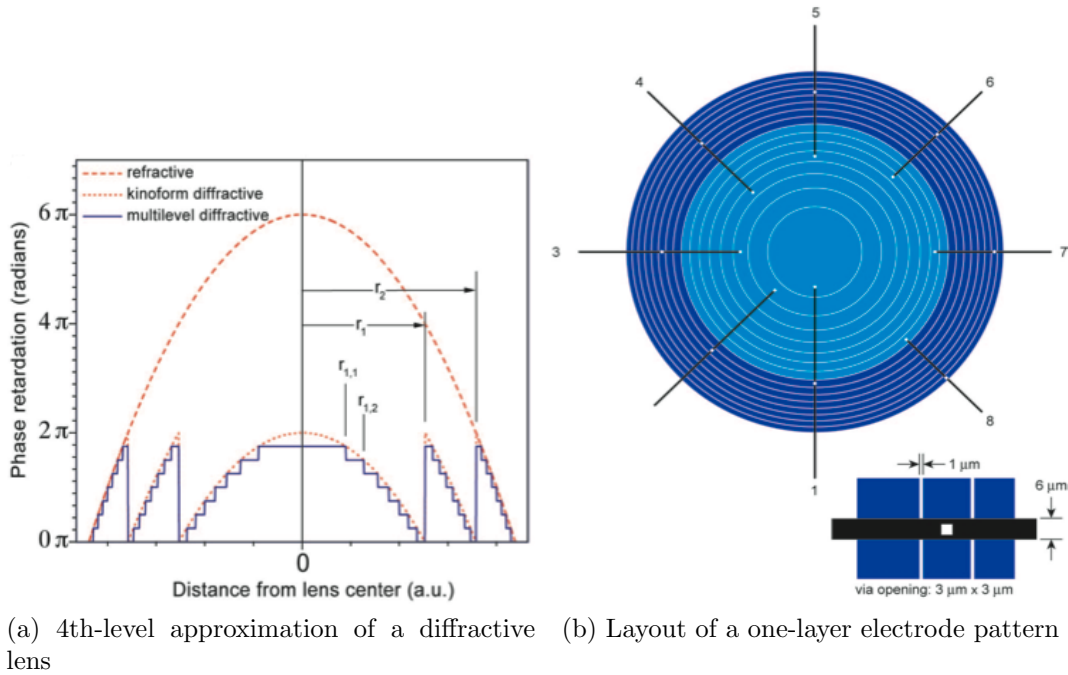 refractive
kinoform diffractive
multilevel diffractive
6 π
4 π
2 π
0 π
Phase retardation (radians)
r2
r1
r1,1
r1,2
0
Distance from lens center (a.u.)
(a) 4th-level approximation of a diffractive
lens
5
4
6
3
7
8
1
1 μm
6 μm
via opening: 3 μm x 3 μm
(b) Layout of a one-layer electrode pattern